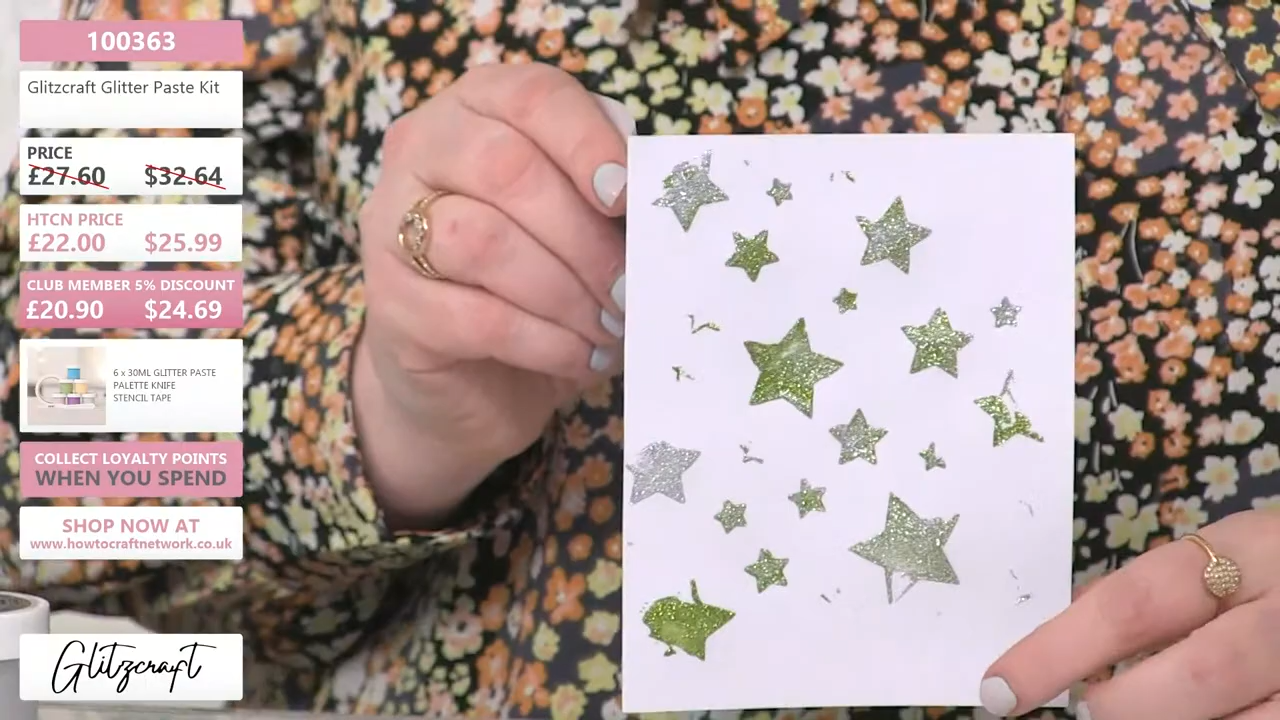 100363
Glitzcraft Glitter Paste Kit
PRICE
£27.60 $32.64
HTCN PRICE
£22.00 $25.99
CLUB MEMBER 5% DISCOUNT
£20.90 $24.69
6 x 30ML GLITTER PASTE
PALETTE KNIFE
STENCIL TAPE
COLLECT LOYALTY POINTS
WHEN YOU SPEND
SHOP NOW AT
www.howtocraftnetwork.co.uk
Glitzcraft